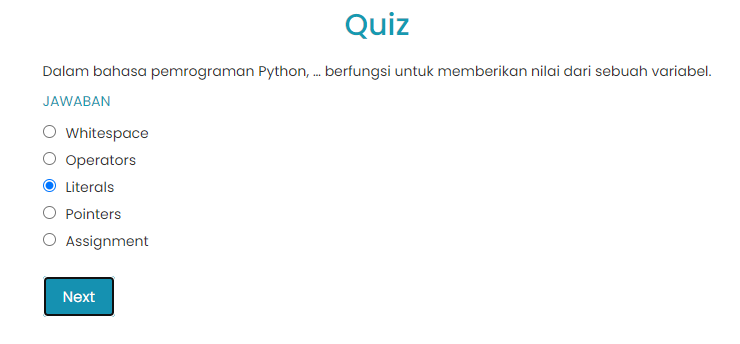 Quiz
Dalam bahasa pemrograman Python, ... berfungsi untuk memberikan nilai dari sebuah variabel.
JAWABAN
Whitespace
Operators
Literals
Pointers
Assignment
Next